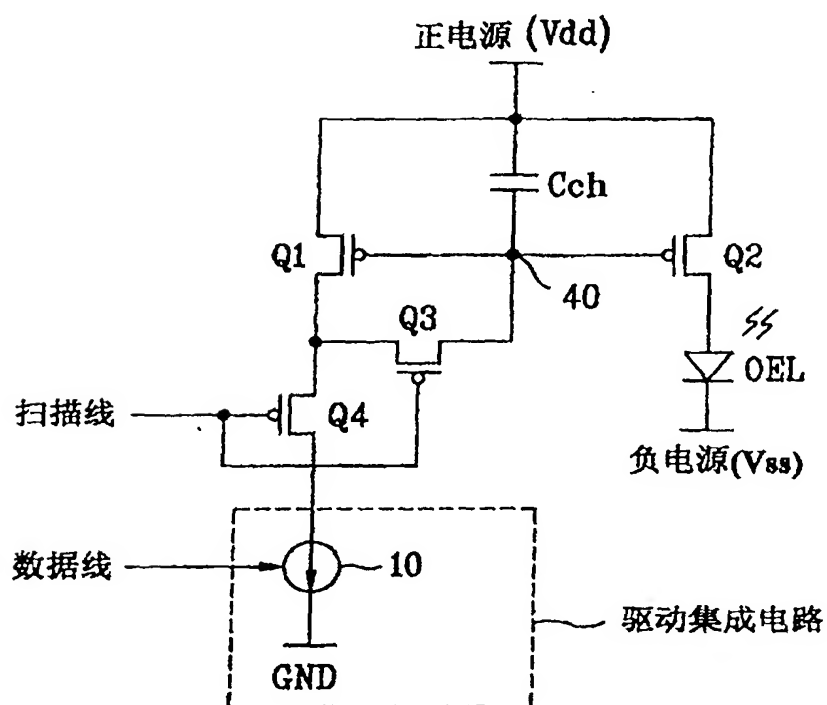 正电源 (Vdd)
Cch
Q1
Q2
40
Q3
OEL
扫描线
Q4
负电源(Vss)
数据线
10
驱动集成电路
GND